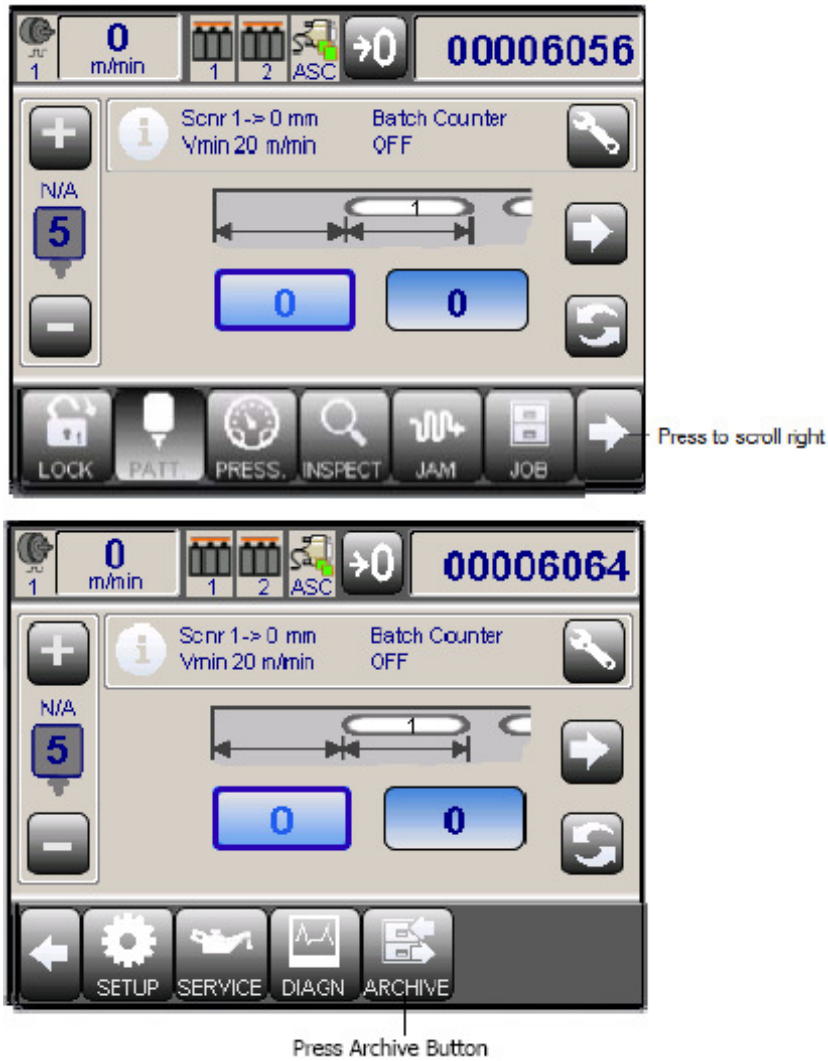 0
m/min
1
1
2
ASC
→0
00006056
Scnr 1-> 0 mm
Vmin 20 m/min
Batch Counter
OFF
N/A
5
1
0
0
LOCK
PATT.
PRESS.
INSPECT
JAM
JOB
Press to scroll right
0
m/min
1
1
2
ASC
→0
00006064
Scnr 1-> 0 mm
Vmin 20 m/min
Batch Counter
OFF
N/A
5
1
0
0
SETUP
SERVICE
DIAGN
ARCHIVE
Press Archive Button